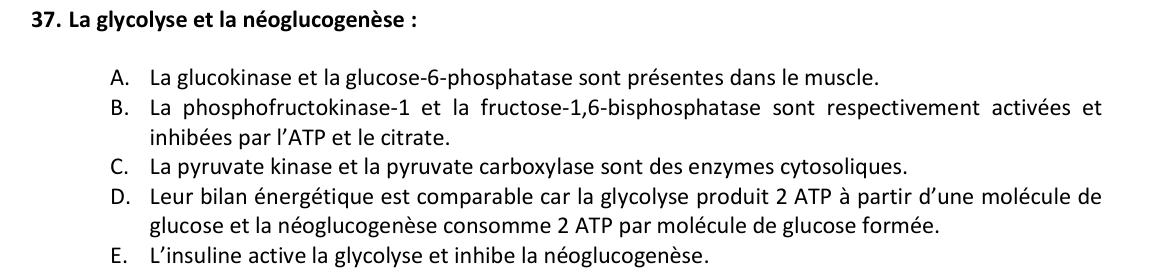 37. La glycolyse et la néoglucogenèse :
A. La glucokinase et la glucose-6-phosphatase sont présentes dans le muscle.
B. La phosphofructokinase-1 et la fructose-1,6-bisphosphatase sont respectivement activées et
inhibées par l’ATP et le citrate.
C. La pyruvate kinase et la pyruvate carboxylase sont des enzymes cytosoliques.
D. Leur bilan énergétique est comparable car la glycolyse produit 2 ATP à partir d’une molécule de
glucose et la néoglucogenèse consomme 2 ATP par molécule de glucose formée.
E. L’insuline active la glycolyse et inhibe la néoglucogenèse.